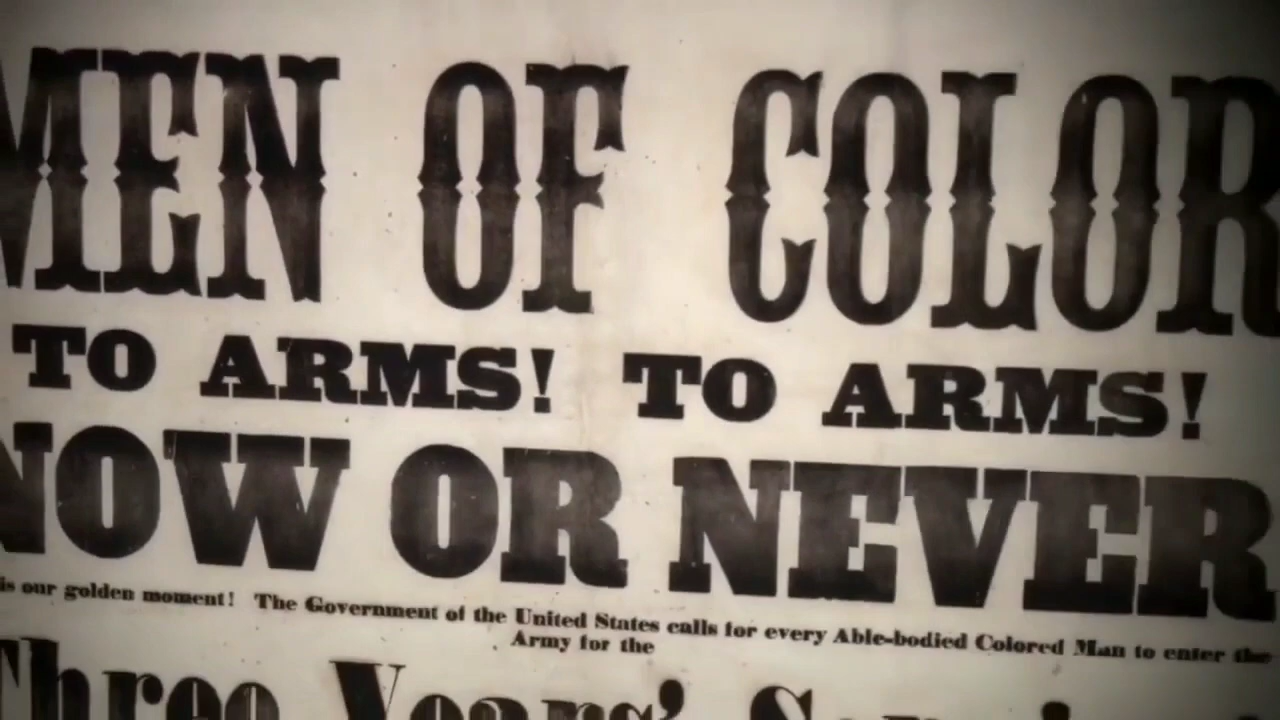 MEN OF COLOR
TO ARMS! TO ARMS!
NOW OR NEVER
is our golden moment! The Government of the United States calls for every Able-bodied Colored Man to enter the
Army for the
Three Years' Service